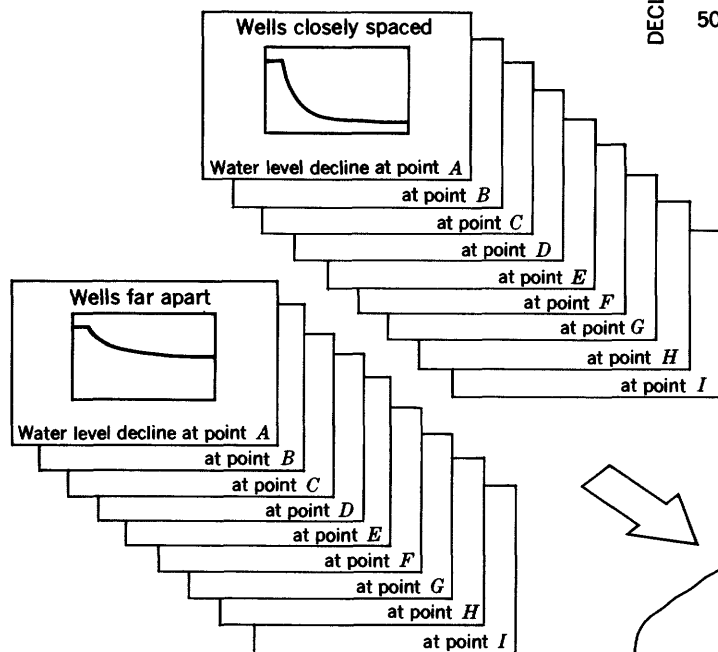 DECL
50
Wells closely spaced
Water level decline at point A
at point B
at point C
at point D
at point E
at point F
at point G
at point H
at point I
Wells far apart
Water level decline at point A
at point B
at point C
at point D
at point E
at point F
at point G
at point H
at point I